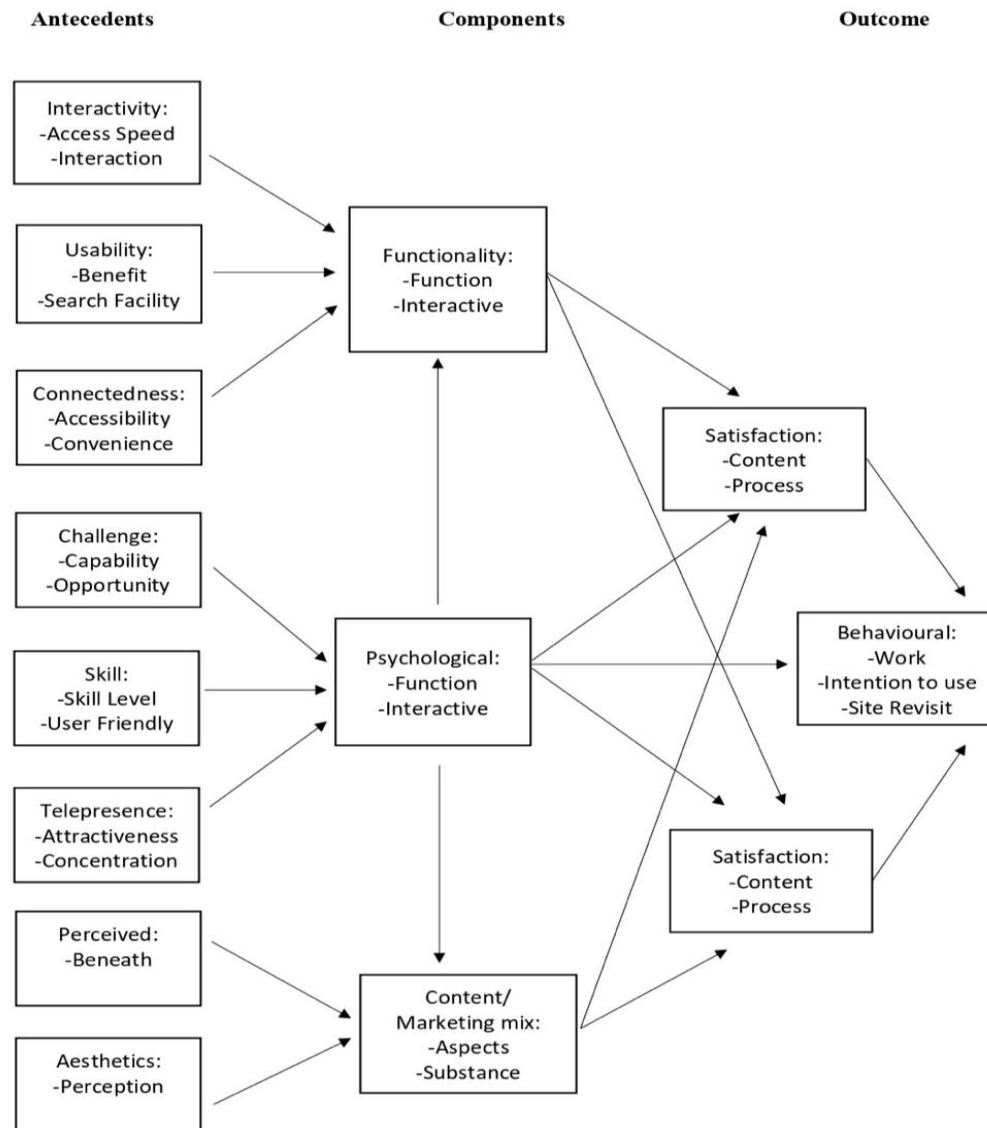 Antecedents
Components
Outcome
Interactivity:
-Access Speed
-Interaction
Usability:
-Benefit
-Search Facility
Connectedness:
-Accessibility
-Convenience
Challenge:
-Capability
-Opportunity
Skill:
-Skill Level
-User Friendly
Telepresence:
-Attractiveness
-Concentration
Perceived:
-Beneath
Aesthetics:
-Perception
Functionality:
-Function
-Interactive
Psychological:
-Function
-Interactive
Content/
Marketing mix:
-Aspects
-Substance
Satisfaction:
-Content
-Process
Satisfaction:
-Content
-Process
Behavioural:
-Work
-Intention to use
-Site Revisit